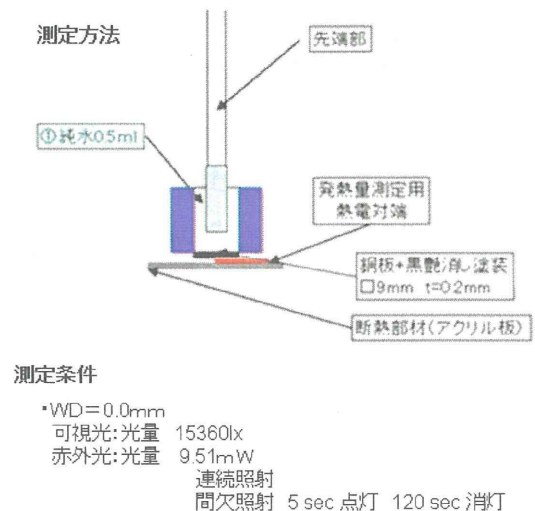 測定方法
先端部
①純水0.5ml
発熱量測定用
熱電対端
銅板+黒艶消し塗装
□9mm t=0.2mm
断熱部材(アクリル板)
測定条件
・WD=0.0mm
可視光:光量 15360lx
赤外光:光量 9.51mW
連続照射
間欠照射 5 sec 点灯 120 sec 消灯